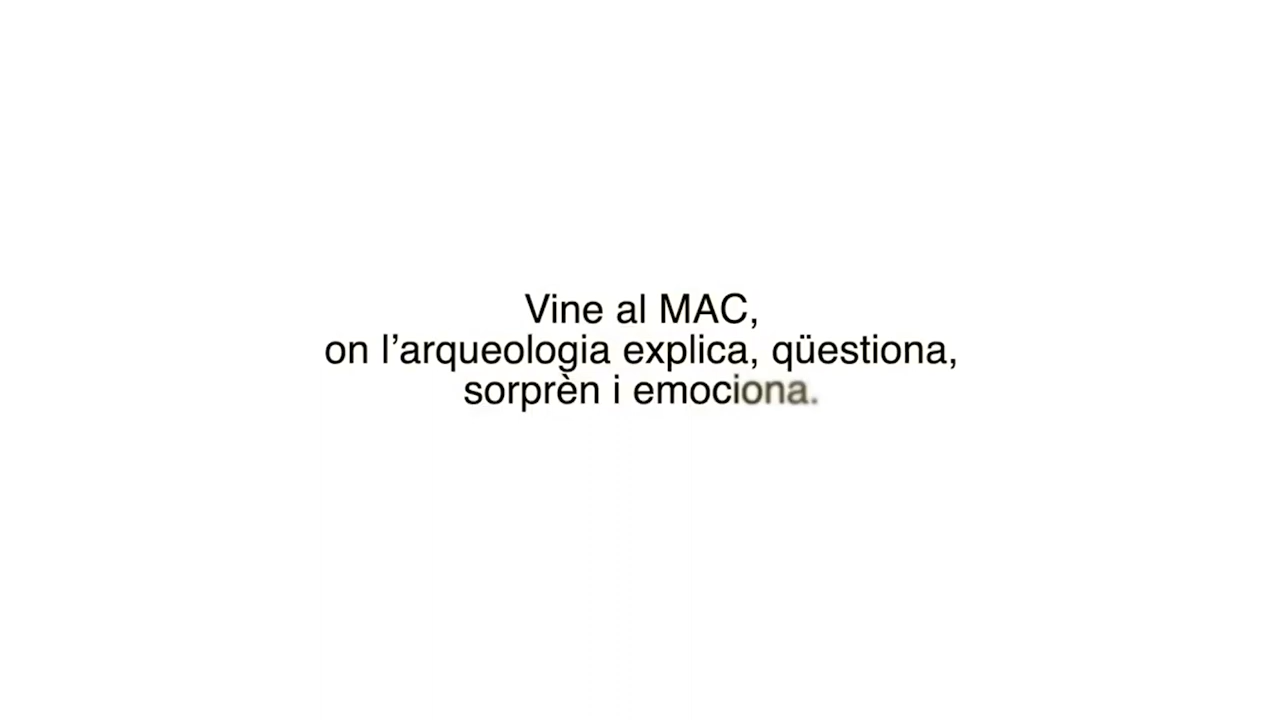 Vine al MAC,
on l’arqueologia explica, qüestiona,
sorprèn i emociona.